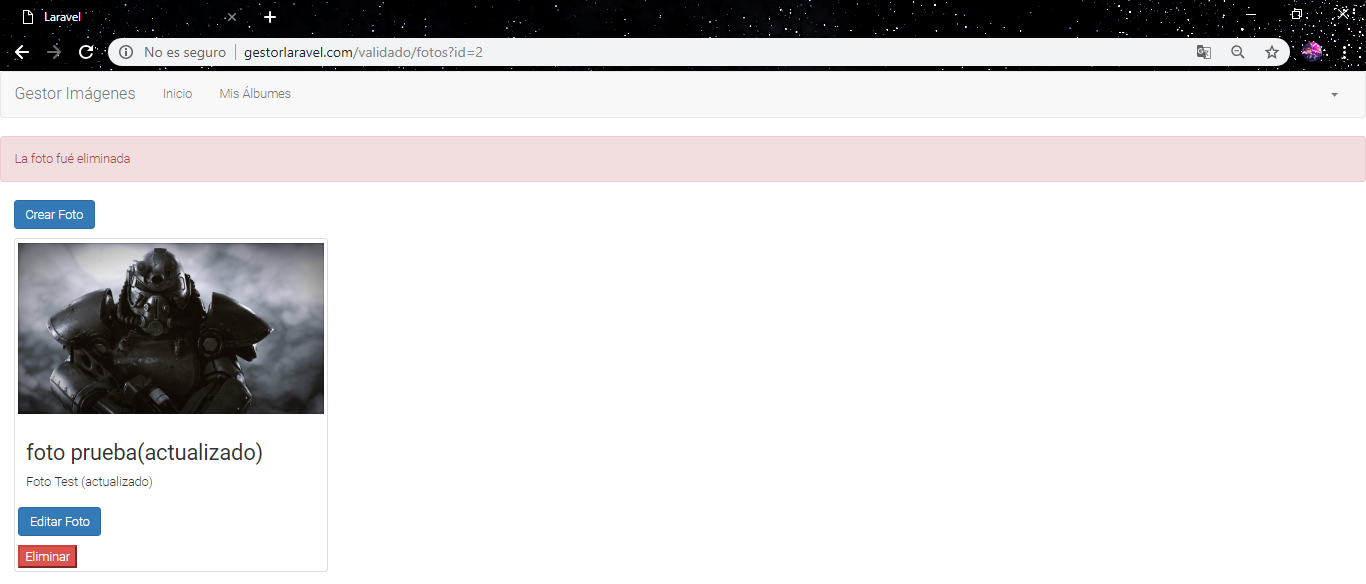 Laravel
No es seguro gestorlaravel.com/validado/fotos?id=2
Gestor Imágenes Inicio Mis Álbumes
La foto fué eliminada
Crear Foto
foto prueba(actualizado)
Foto Test (actualizado)
Editar Foto
Eliminar